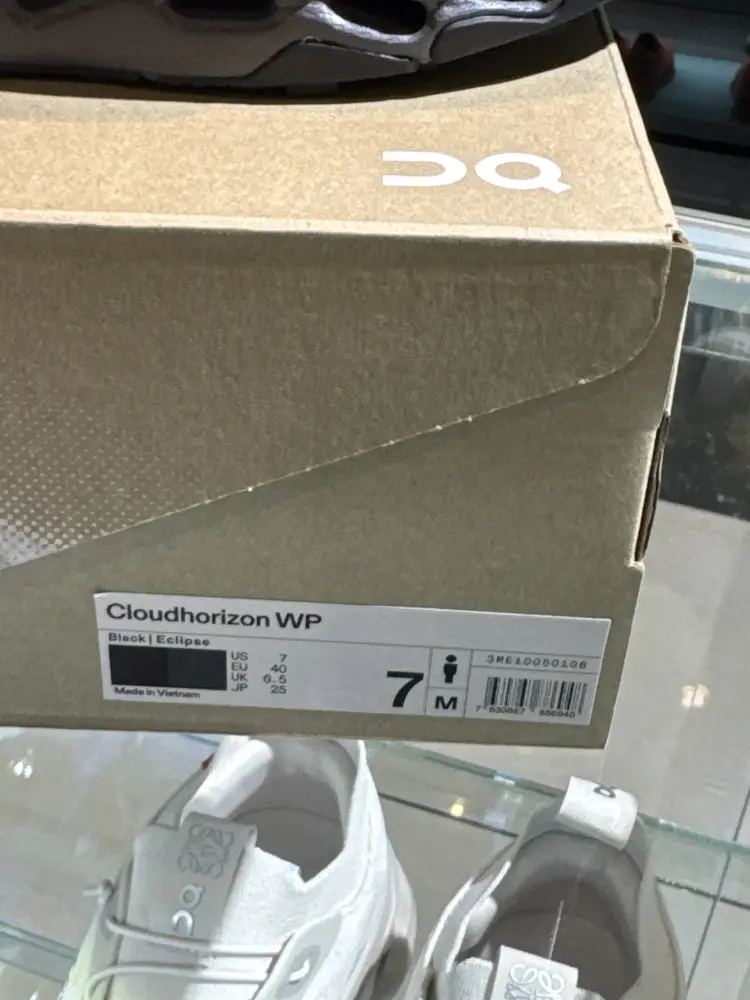 Cloudhorizon WP
Black | Eclipse
US 7
EU 40
UK 6.5
JP 25
Made in Vietnam
7
M
3ME10050106